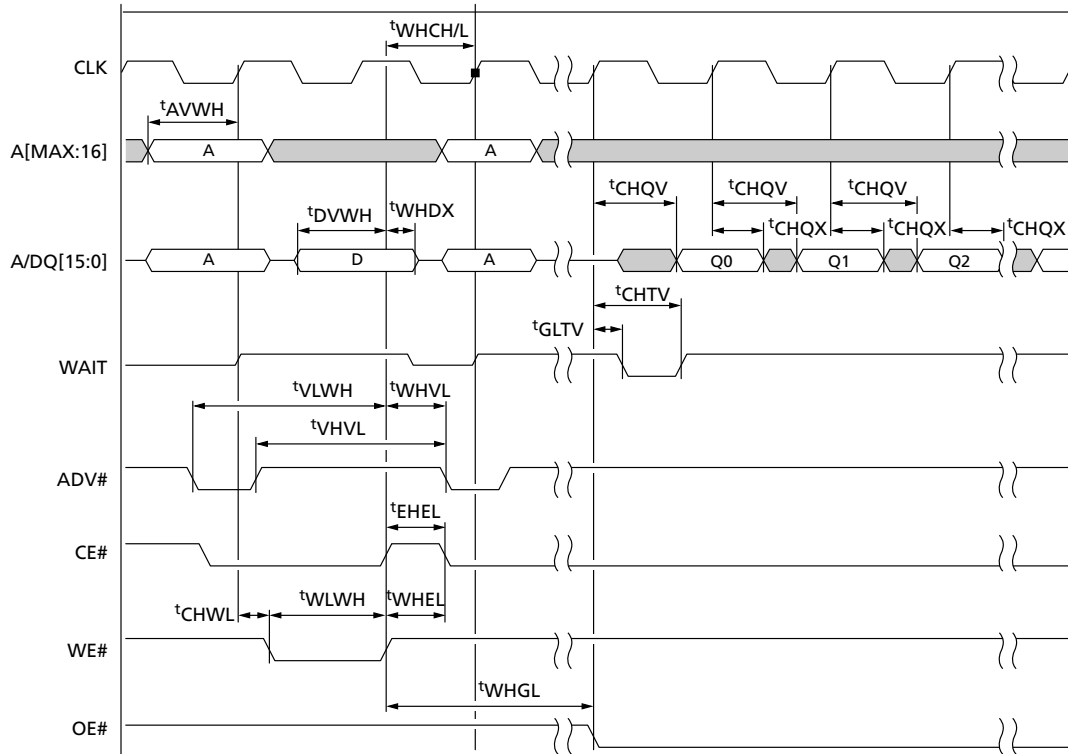 tWHCH/L
CLK
tAVWH
A[MAX:16]
A
A
tCHQV
tCHQV
tCHQV
tDVWH
tWHDX
tCHQX
tCHQX
tCHQX
A/DQ[15:0]
A
D
A
Q0
Q1
Q2
tCHTV
tGLTV
WAIT
tVLWH
tWHVL
tVHVL
ADV#
tEHEL
CE#
tCHWL
tWLWH
tWHEL
WE#
tWHGL
OE#